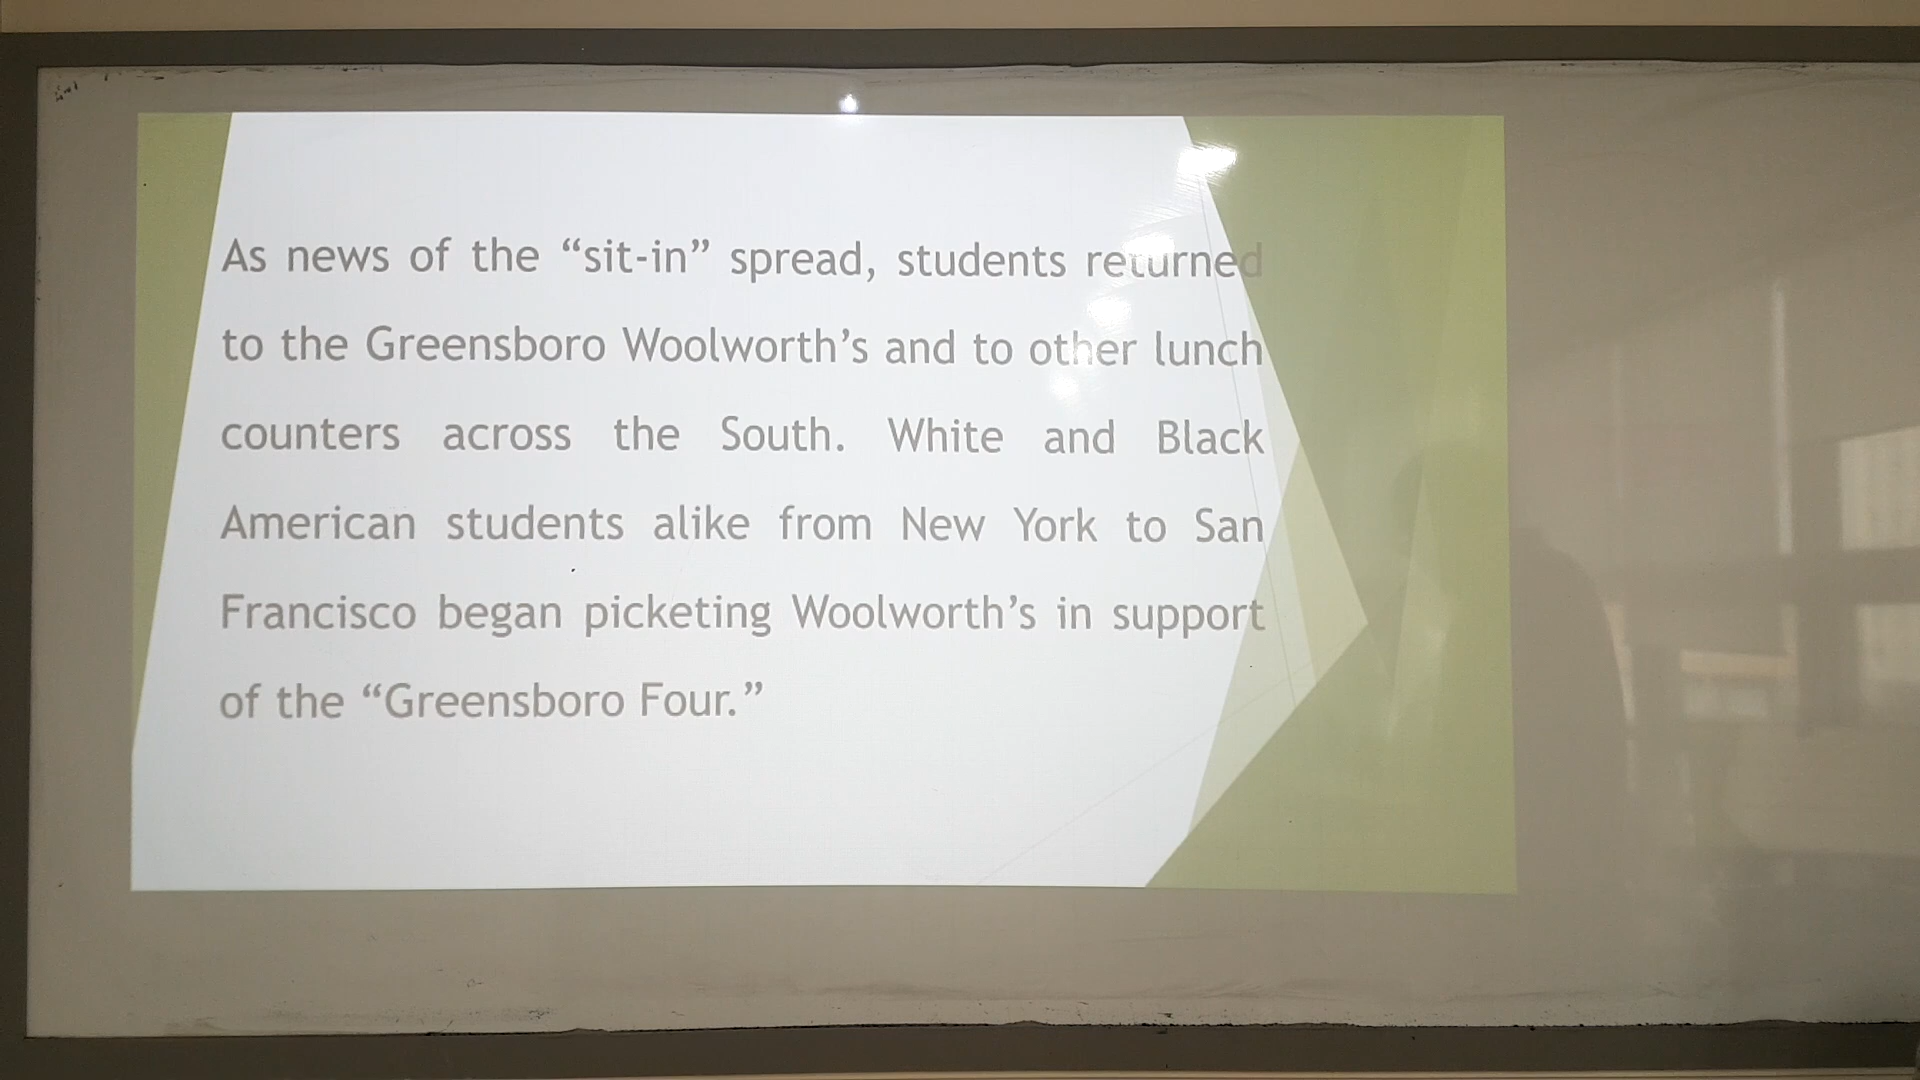 As news of the “sit-in” spread, students returned
to the Greensboro Woolworth’s and to other lunch
counters across the South. White and Black
American students alike from New York to San
Francisco began picketing Woolworth’s in support
of the “Greensboro Four.”